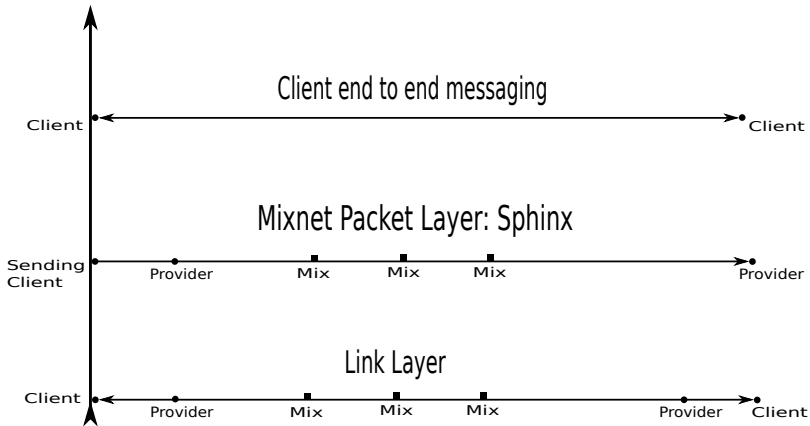 Client end to end messaging
Client
Client
Mixnet Packet Layer: Sphinx
Sending
Client
Provider
Mix
Mix
Mix
Provider
Link Layer
Client
Provider
Mix
Mix
Mix
Provider
Client